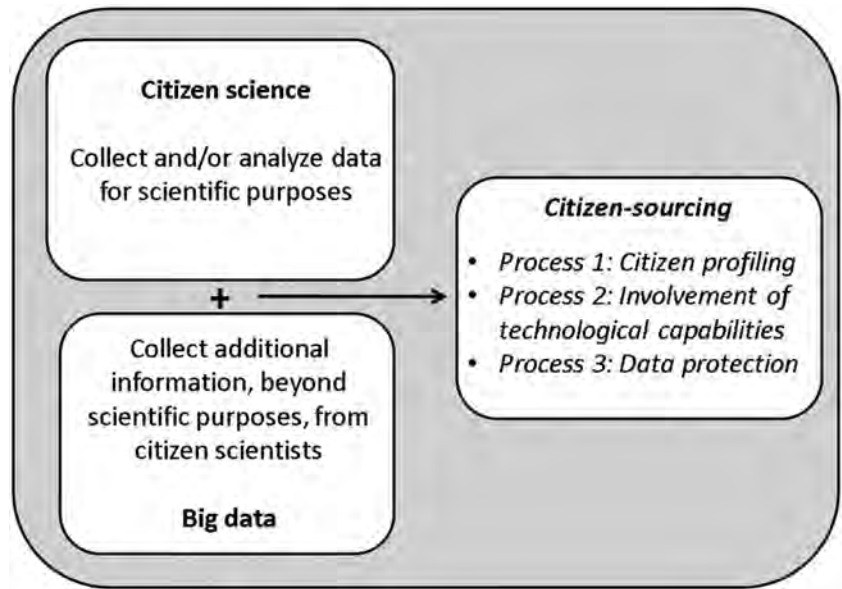 Citizen science
Collect and/or analyze data
for scientific purposes
+
Collect additional
information, beyond
scientific purposes, from
citizen scientists
Big data
Citizen-sourcing
• Process 1: Citizen profiling
• Process 2: Involvement of
technological capabilities
• Process 3: Data protection